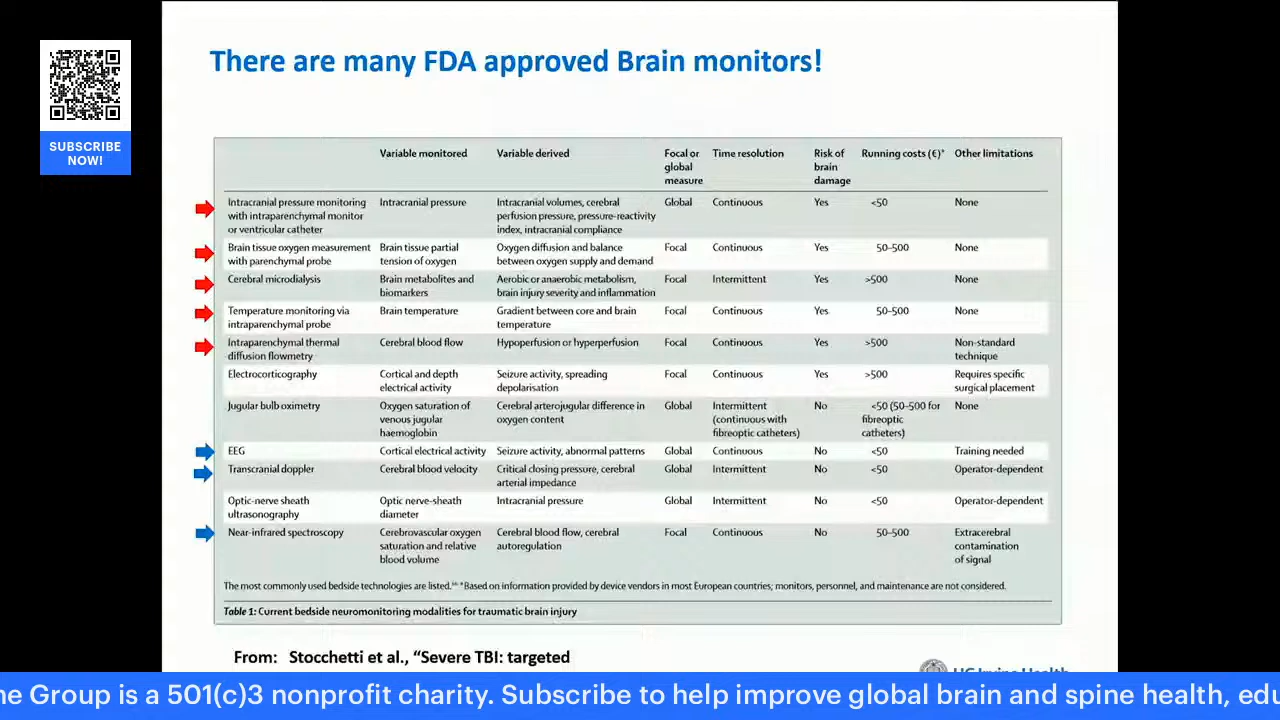 There are many FDA approved Brain monitors!
SUBSCRIBE
NOW!
Variable monitored
Variable derived
Focal or
global
measure
Time resolution
Risk of
brain
damage
Running costs (€)*
Other limitations
Intracranial pressure monitoring
with intraparenchymal monitor
or ventricular catheter
Intracranial pressure
Intracranial volumes, cerebral
perfusion pressure, pressure-reactivity
index, intracranial compliance
Global
Continuous
Yes
<50
None
Brain tissue oxygen measurement
with parenchymal probe
Brain tissue partial
tension of oxygen
Oxygen diffusion and balance
between oxygen supply and demand
Focal
Continuous
Yes
50–500
None
Cerebral microdialysis
Brain metabolites and
biomarkers
Aerobic or anaerobic metabolism,
brain injury severity and inflammation
Focal
Intermittent
Yes
>500
None
Temperature monitoring via
intraparenchymal probe
Brain temperature
Gradient between core and brain
temperature
Focal
Continuous
Yes
50–500
None
Intraparenchymal thermal
diffusion flowmetry
Cerebral blood flow
Hypoperfusion or hyperperfusion
Focal
Continuous
Yes
>500
Non-standard
technique
Electrocorticography
Cortical and depth
electrical activity
Seizure activity, spreading
depolarisation
Focal
Continuous
Yes
>500
Requires specific
surgical placement
Jugular bulb oximetry
Oxygen saturation of
venous jugular
haemoglobin
Cerebral arterojugular difference in
oxygen content
Global
Intermittent
(continuous with
fibreoptic catheters)
No
<50 (50–500 for
fibreoptic
catheters)
None
EEG
Cortical electrical activity
Seizure activity, abnormal patterns
Global
Continuous
No
<50
Training needed
Transcranial doppler
Cerebral blood velocity
Critical closing pressure, cerebral
arterial impedance
Global
Intermittent
No
<50
Operator-dependent
Optic-nerve sheath
ultrasonography
Optic nerve-sheath
diameter
Intracranial pressure
Global
Intermittent
No
<50
Operator-dependent
Near-infrared spectroscopy
Cerebrovascular oxygen
saturation and relative
blood volume
Cerebral blood flow, cerebral
autoregulation
Focal
Continuous
No
50–500
Extracerebral
contamination
of signal
The most commonly used bedside technologies are listed. *Based on information provided by device vendors in most European countries; monitors, personnel, and maintenance are not considered.
Table 1: Current bedside neuromonitoring modalities for traumatic brain injury
From: Stocchetti et al., “Severe TBI: targeted
UC Irvine Health
ne Group is a 501(c)3 nonprofit charity. Subscribe to help improve global brain and spine health, edu